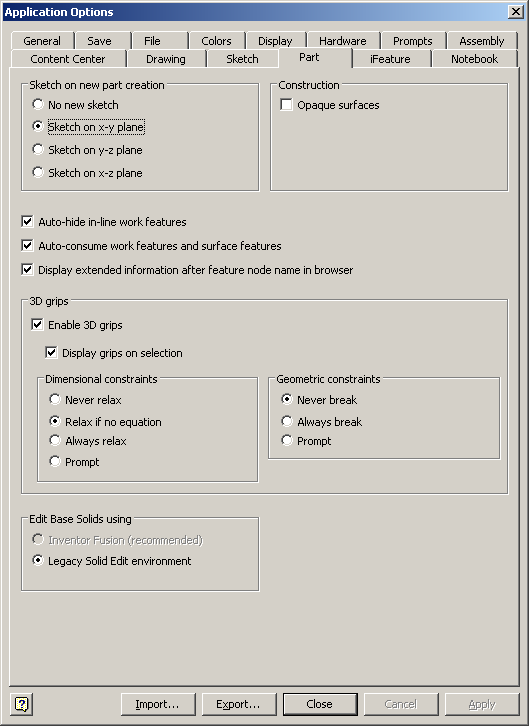 Application Options
General Save File Colors Display Hardware Prompts Assembly
Content Center Drawing Sketch Part iFeature Notebook
Sketch on new part creation
No new sketch
Sketch on x-y plane
Sketch on y-z plane
Sketch on x-z plane
Construction
Opaque surfaces
Auto-hide in-line work features
Auto-consume work features and surface features
Display extended information after feature node name in browser
3D grips
Enable 3D grips
Display grips on selection
Dimensional constraints
Never relax
Relax if no equation
Always relax
Prompt
Geometric constraints
Never break
Always break
Prompt
Edit Base Solids using
Inventor Fusion (recommended)
Legacy Solid Edit environment
? Import... Export... Close Cancel Apply